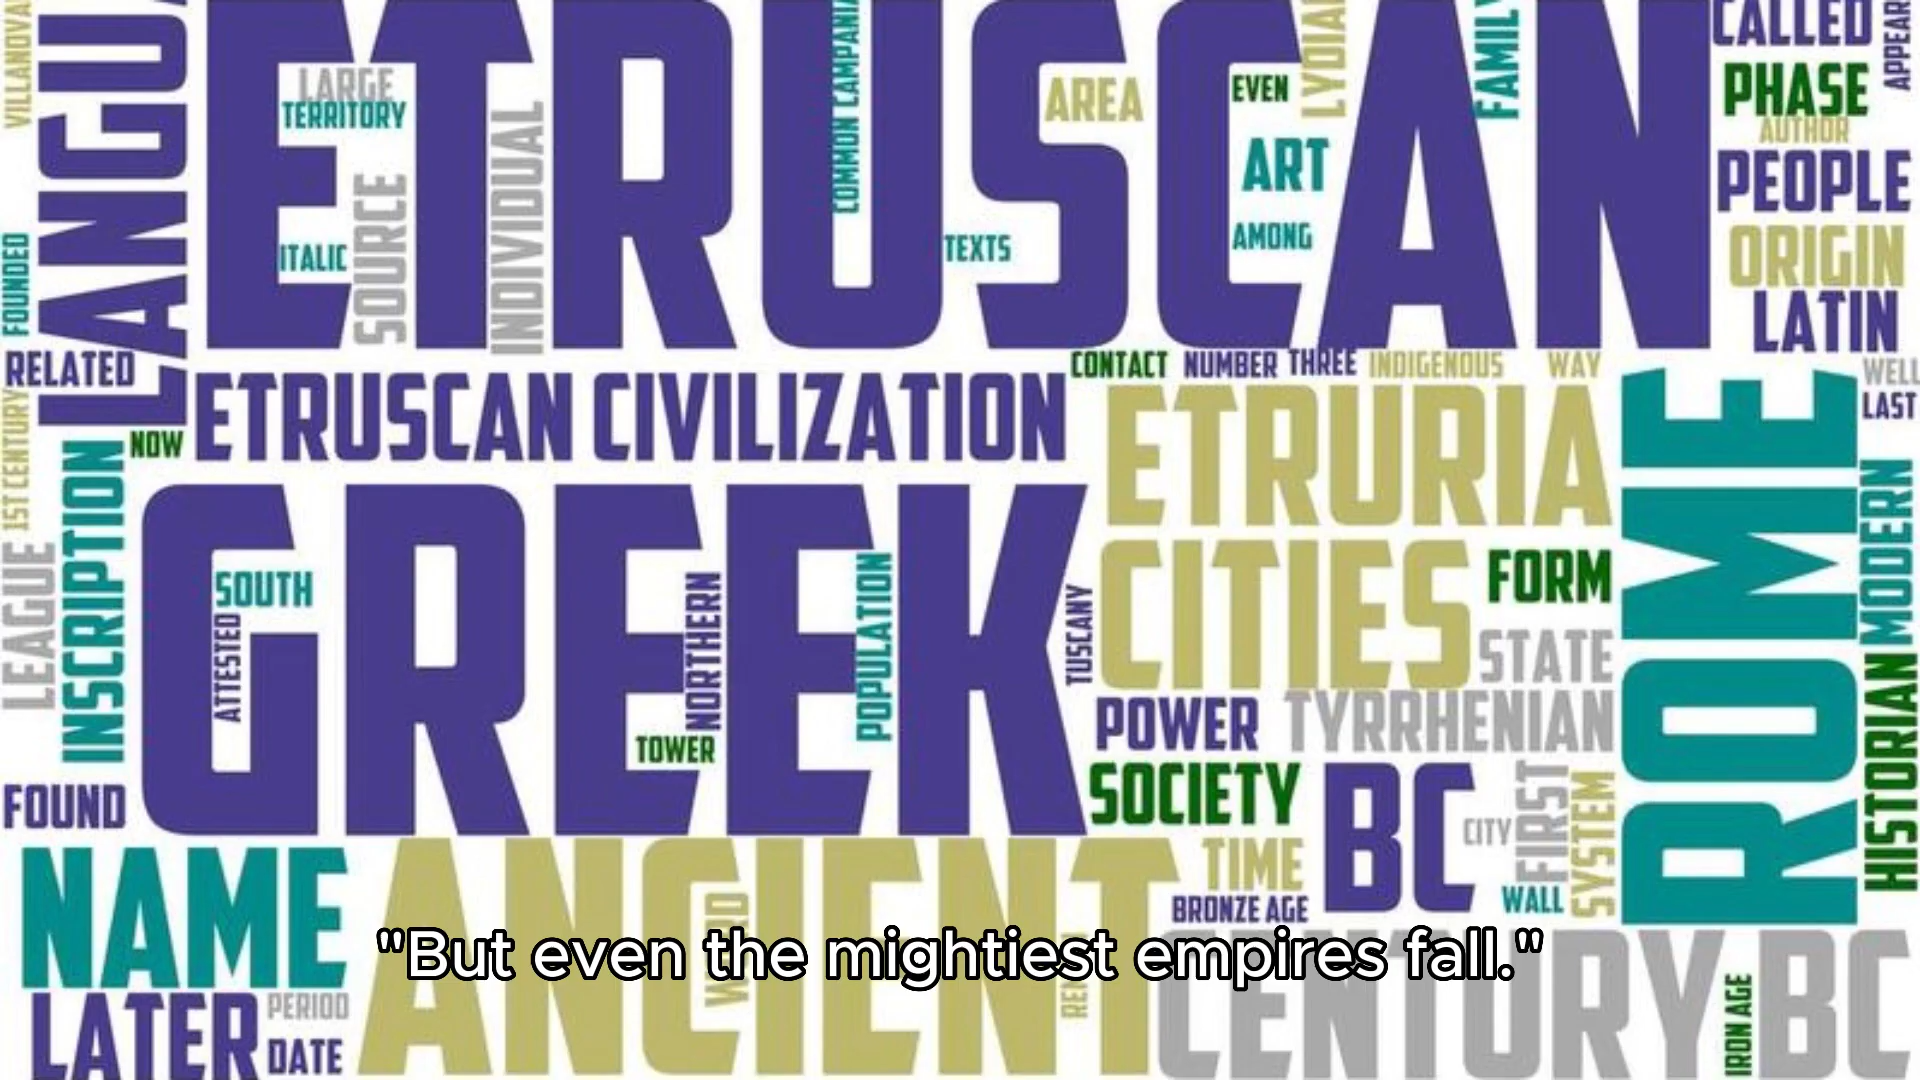 VILLANOVA
LANGU
ETRUSCAN
LARGE
TERRITORY
ITALIC
SOURCE
INDIVIDUAL
COMMON CAMPANIA
TEXTS
AREA
EVEN
LYDIAN
ART
AMONG
FAMILY
CALLED
APPEAR
PHASE
AUTHOR
PEOPLE
ORIGIN
LATIN
FOUNDED
RELATED
CONTACT
NUMBER
THREE
INDIGENOUS
WAY
WELL
LAST
1ST CENTURY
NOW
ETRUSCAN CIVILIZATION
ETRURIA
ROME
INSCRIPTION
LEAGUE
GREEK
SOUTH
ATTESTED
NORTHERN
TOWER
POPULATION
TUSCANY
CITIES
FORM
STATE
MODERN
HISTORIAN
POWER
TYRRHENIAN
SOCIETY
BC
CITY
FIRST
SYSTEM
WALL
FOUND
NAME
ANCIENT
WORD
TIME
BRONZE AGE
"But even the mightiest empires fall."
LATER
PERIOD
DATE
CENTURY BC
IRON AGE